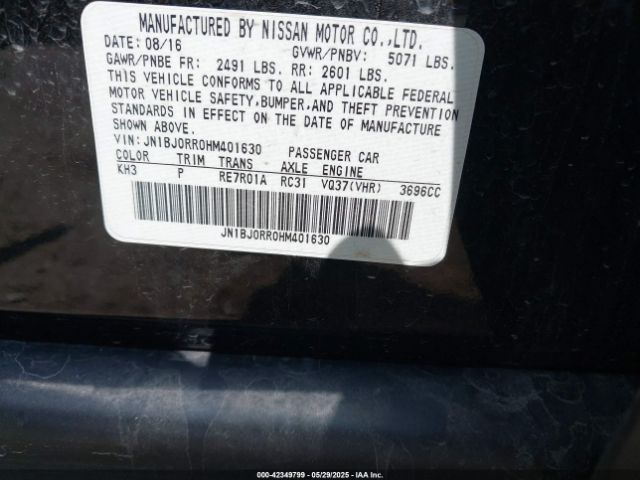 MANUFACTURED BY NISSAN MOTOR CO.,LTD.
DATE: 08/16 GVWR/PNBV: 5071 LBS.
GAWR/PNBE FR: 2491 LBS. RR: 2601 LBS.
THIS VEHICLE CONFORMS TO ALL APPLICABLE FEDERAL
MOTOR VEHICLE SAFETY, BUMPER, AND THEFT PREVENTION
STANDARDS IN EFFECT ON THE DATE OF MANUFACTURE
SHOWN ABOVE.
VIN: JN1BJ0RR0HM401630 PASSENGER CAR
COLOR TRIM TRANS AXLE ENGINE
KH3 P RE7R01A RC31 VQ37(VHR) 3696CC
JN1BJ0RR0HM401630
000-42349799 - 05/29/2025 - IAA Inc.